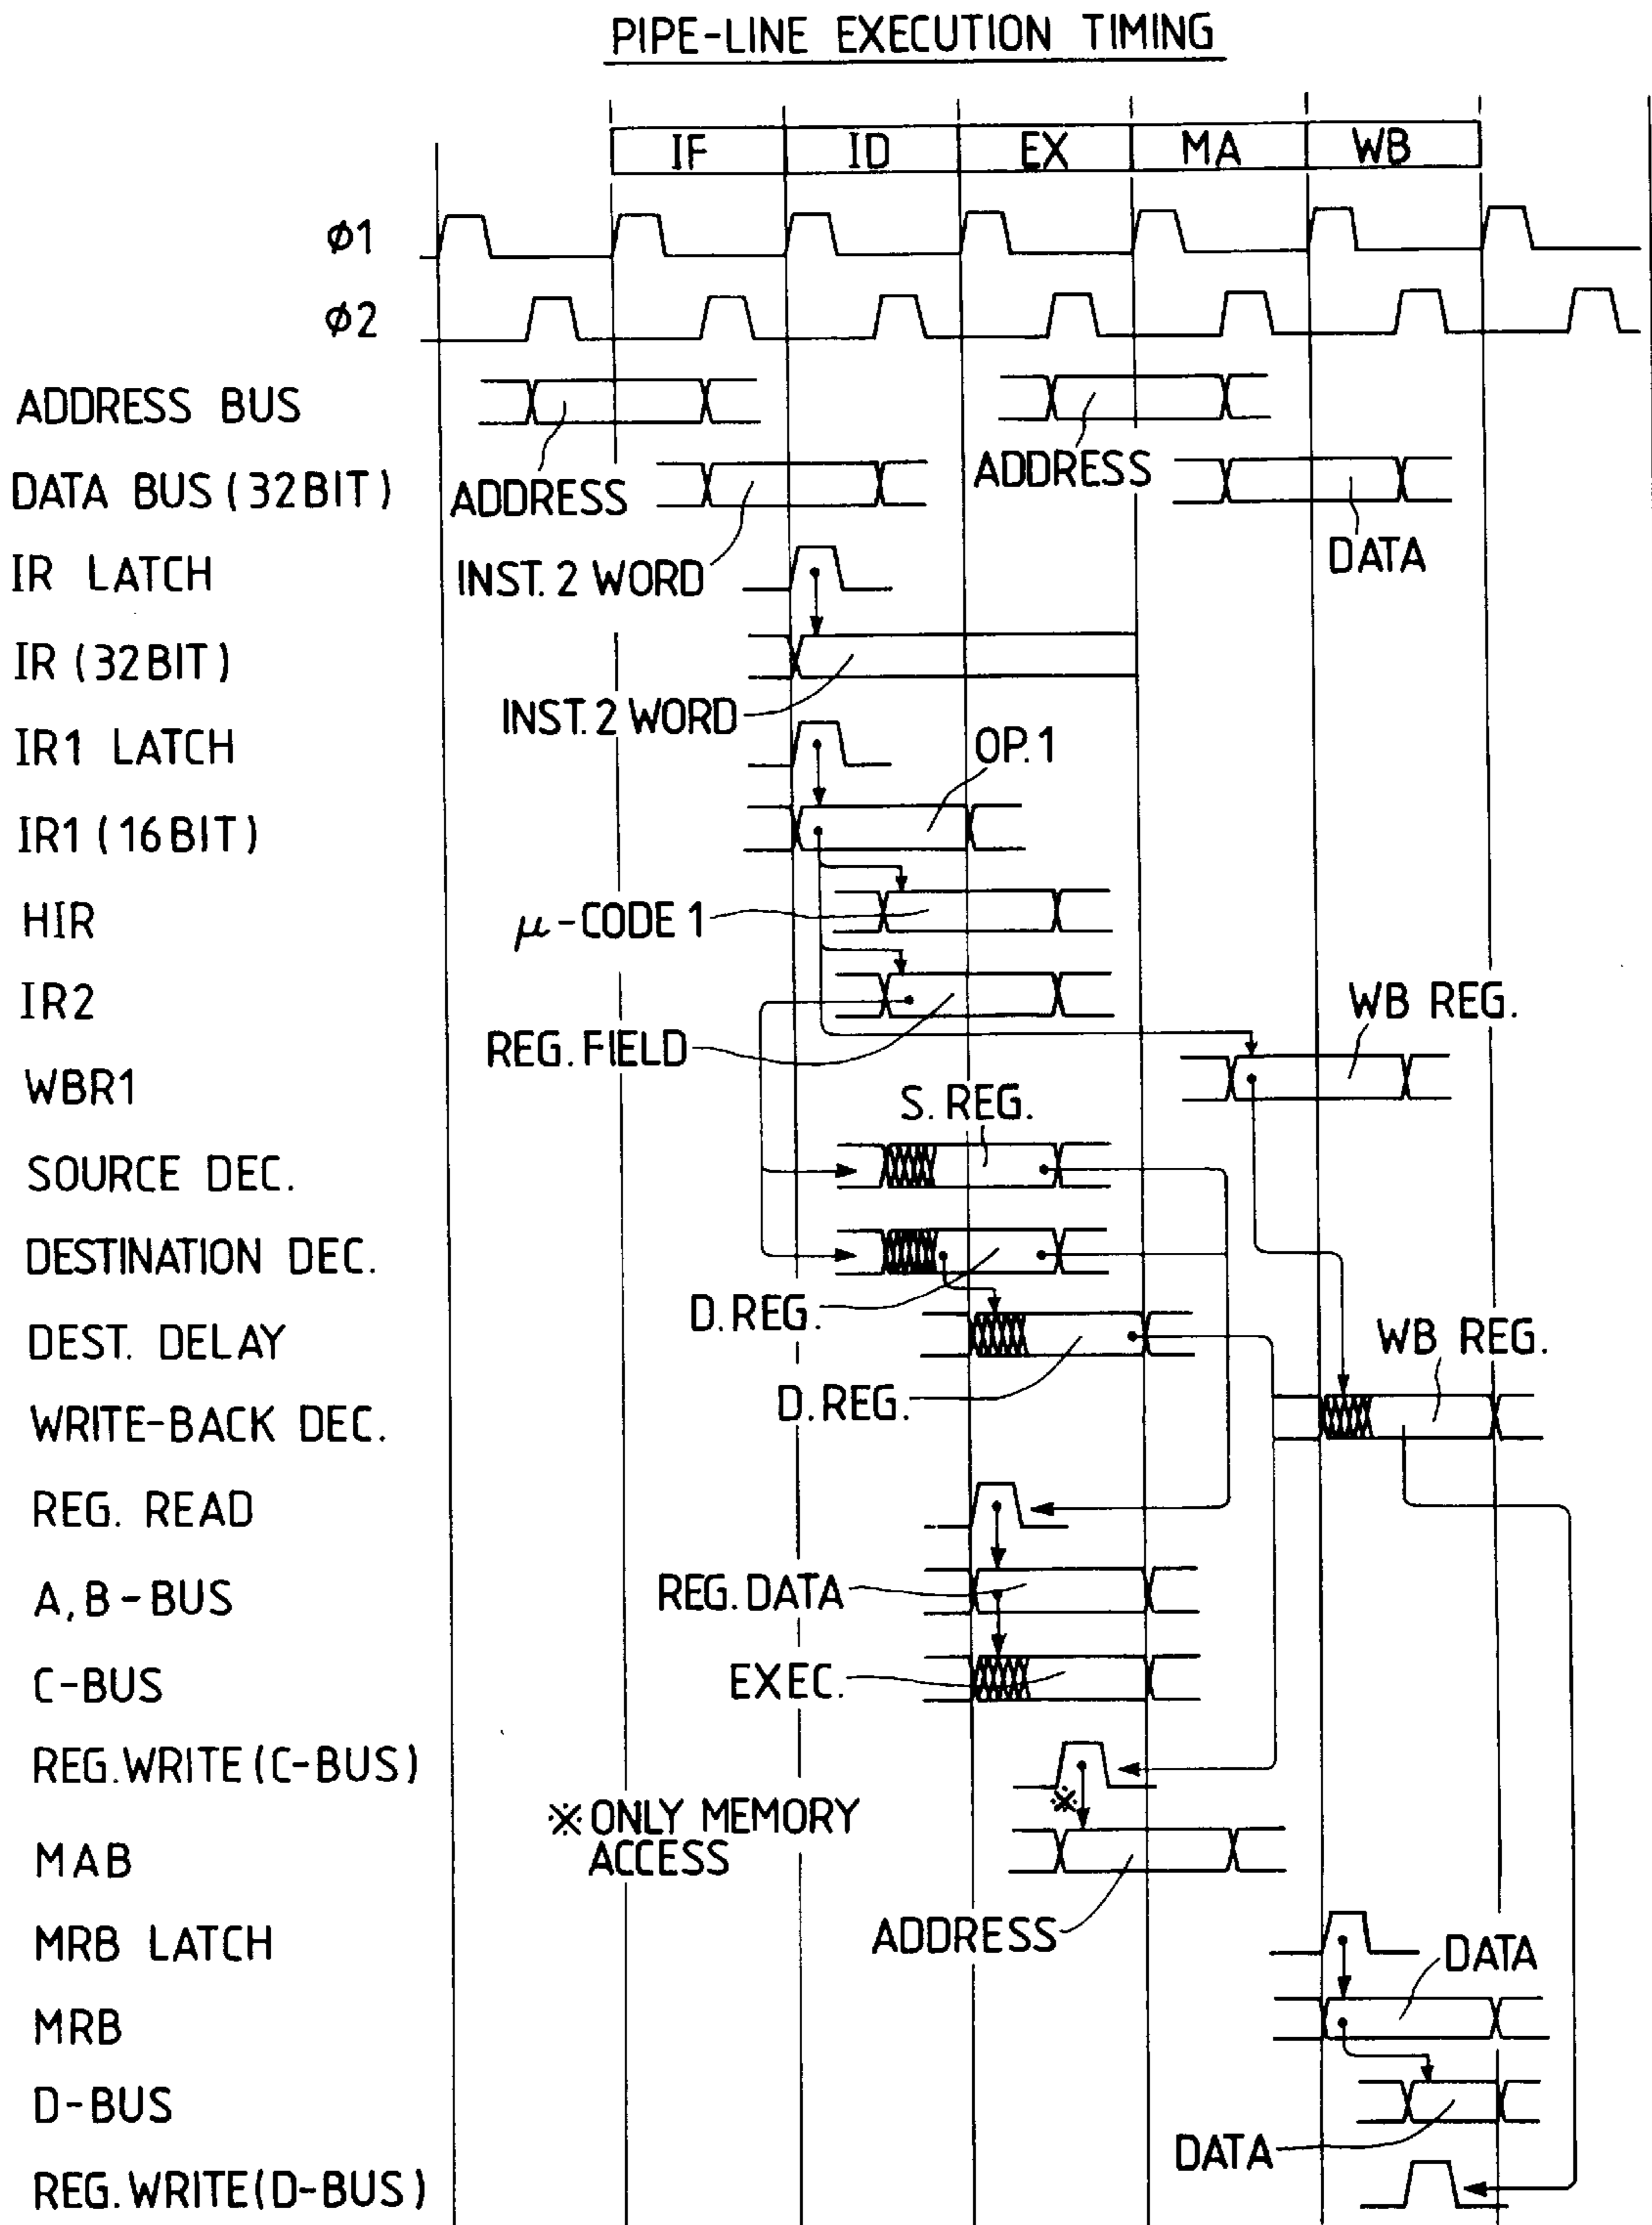 PIPE-LINE EXECUTION TIMING
IF ID EX MA WB
φ1
φ2
ADDRESS BUS
ADDRESS
ADDRESS
DATA BUS (32BIT)
INST. 2 WORD
DATA
IR LATCH
IR (32BIT)
INST. 2 WORD
IR1 LATCH
OP.1
IR1 (16BIT)
HIR
μ-CODE 1
IR2
REG. FIELD
WB REG.
WBR1
S. REG.
SOURCE DEC.
DESTINATION DEC.
D.REG.
DEST. DELAY
WB REG.
D.REG.
WRITE-BACK DEC.
REG. READ
A, B-BUS
REG. DATA
C-BUS
EXEC.
REG.WRITE (C-BUS)
※
※ ONLY MEMORY
ACCESS
MAB
ADDRESS
MRB LATCH
DATA
MRB
D-BUS
DATA
REG.WRITE(D-BUS)